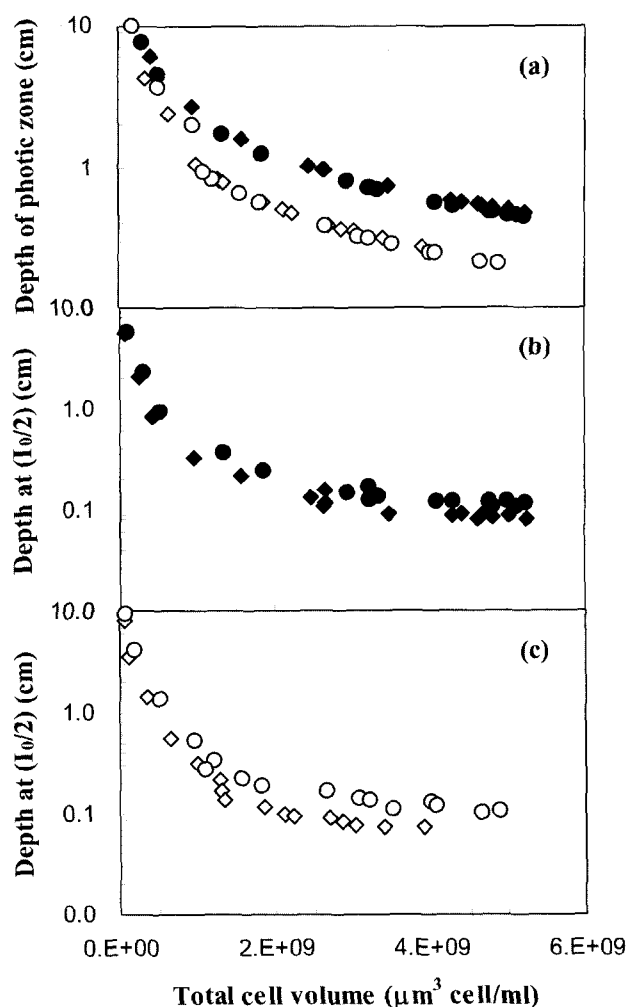 Depth of photic zone (cm)
10
1
(a)
Depth at (I₀/2) (cm)
10.0
1.0
0.1
(b)
Depth at (I₀/2) (cm)
10.0
1.0
0.1
0.0
(c)
0.E+00 2.E+09 4.E+09 6.E+09
Total cell volume (μm³ cell/ml)